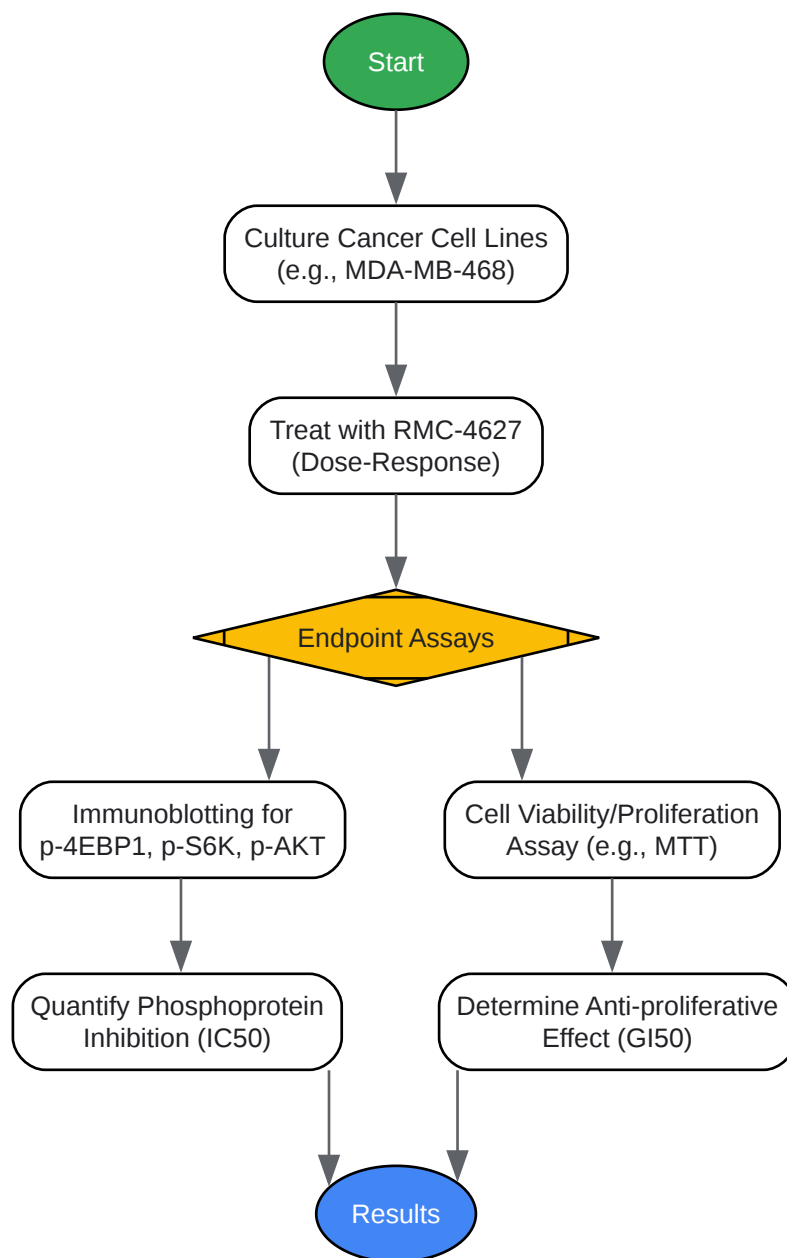 Start
Culture Cancer Cell Lines
(e.g., MDA-MB-468)
Treat with RMC-4627
(Dose-Response)
Endpoint Assays
Immunoblotting for
p-4EBP1, p-S6K, p-AKT
Cell Viability/Proliferation
Assay (e.g., MTT)
Quantify Phosphoprotein
Inhibition (IC50)
Determine Anti-proliferative
Effect (GI50)
Results